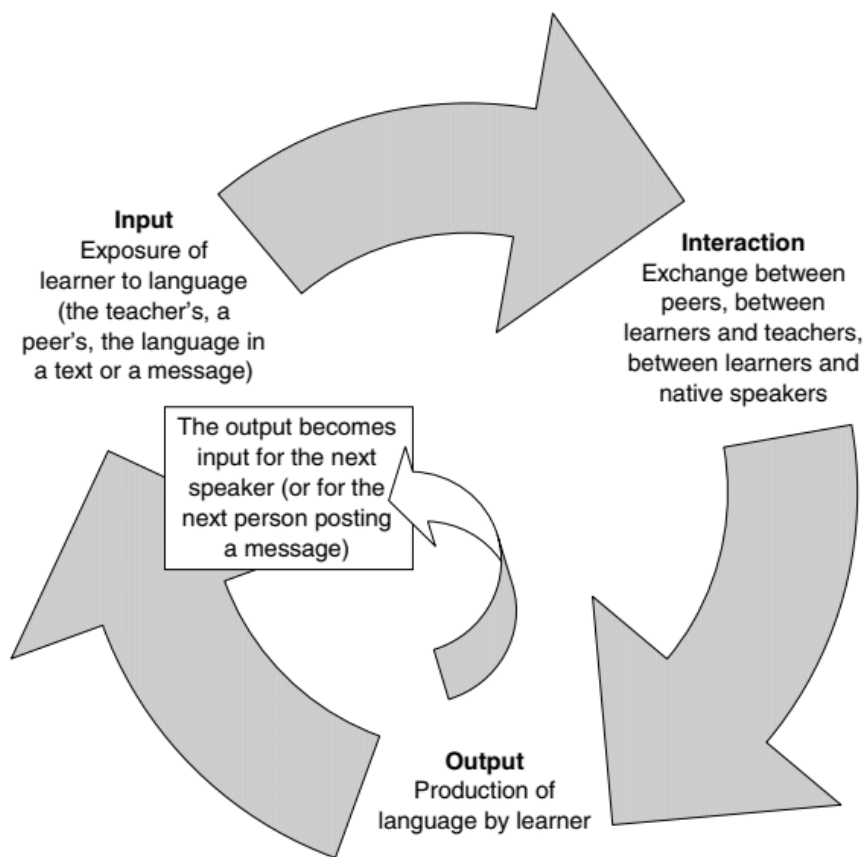 Input
Exposure of
learner to language
(the teacher's, a
peer's, the language in
a text or a message)
Interaction
Exchange between
peers, between
learners and teachers,
between learners and
native speakers
The output becomes
input for the next
speaker (or for the
next person posting
a message)
Output
Production of
language by learner